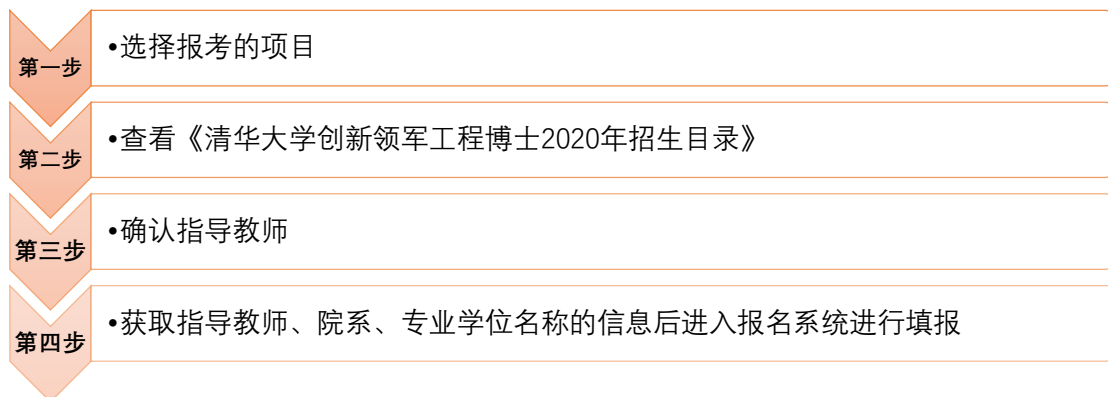 第一步
•选择报考的项目
第二步
•查看《清华大学创新领军工程博士2020年招生目录》
第三步
•确认指导教师
第四步
•获取指导教师、院系、专业学位名称的信息后进入报名系统进行填报